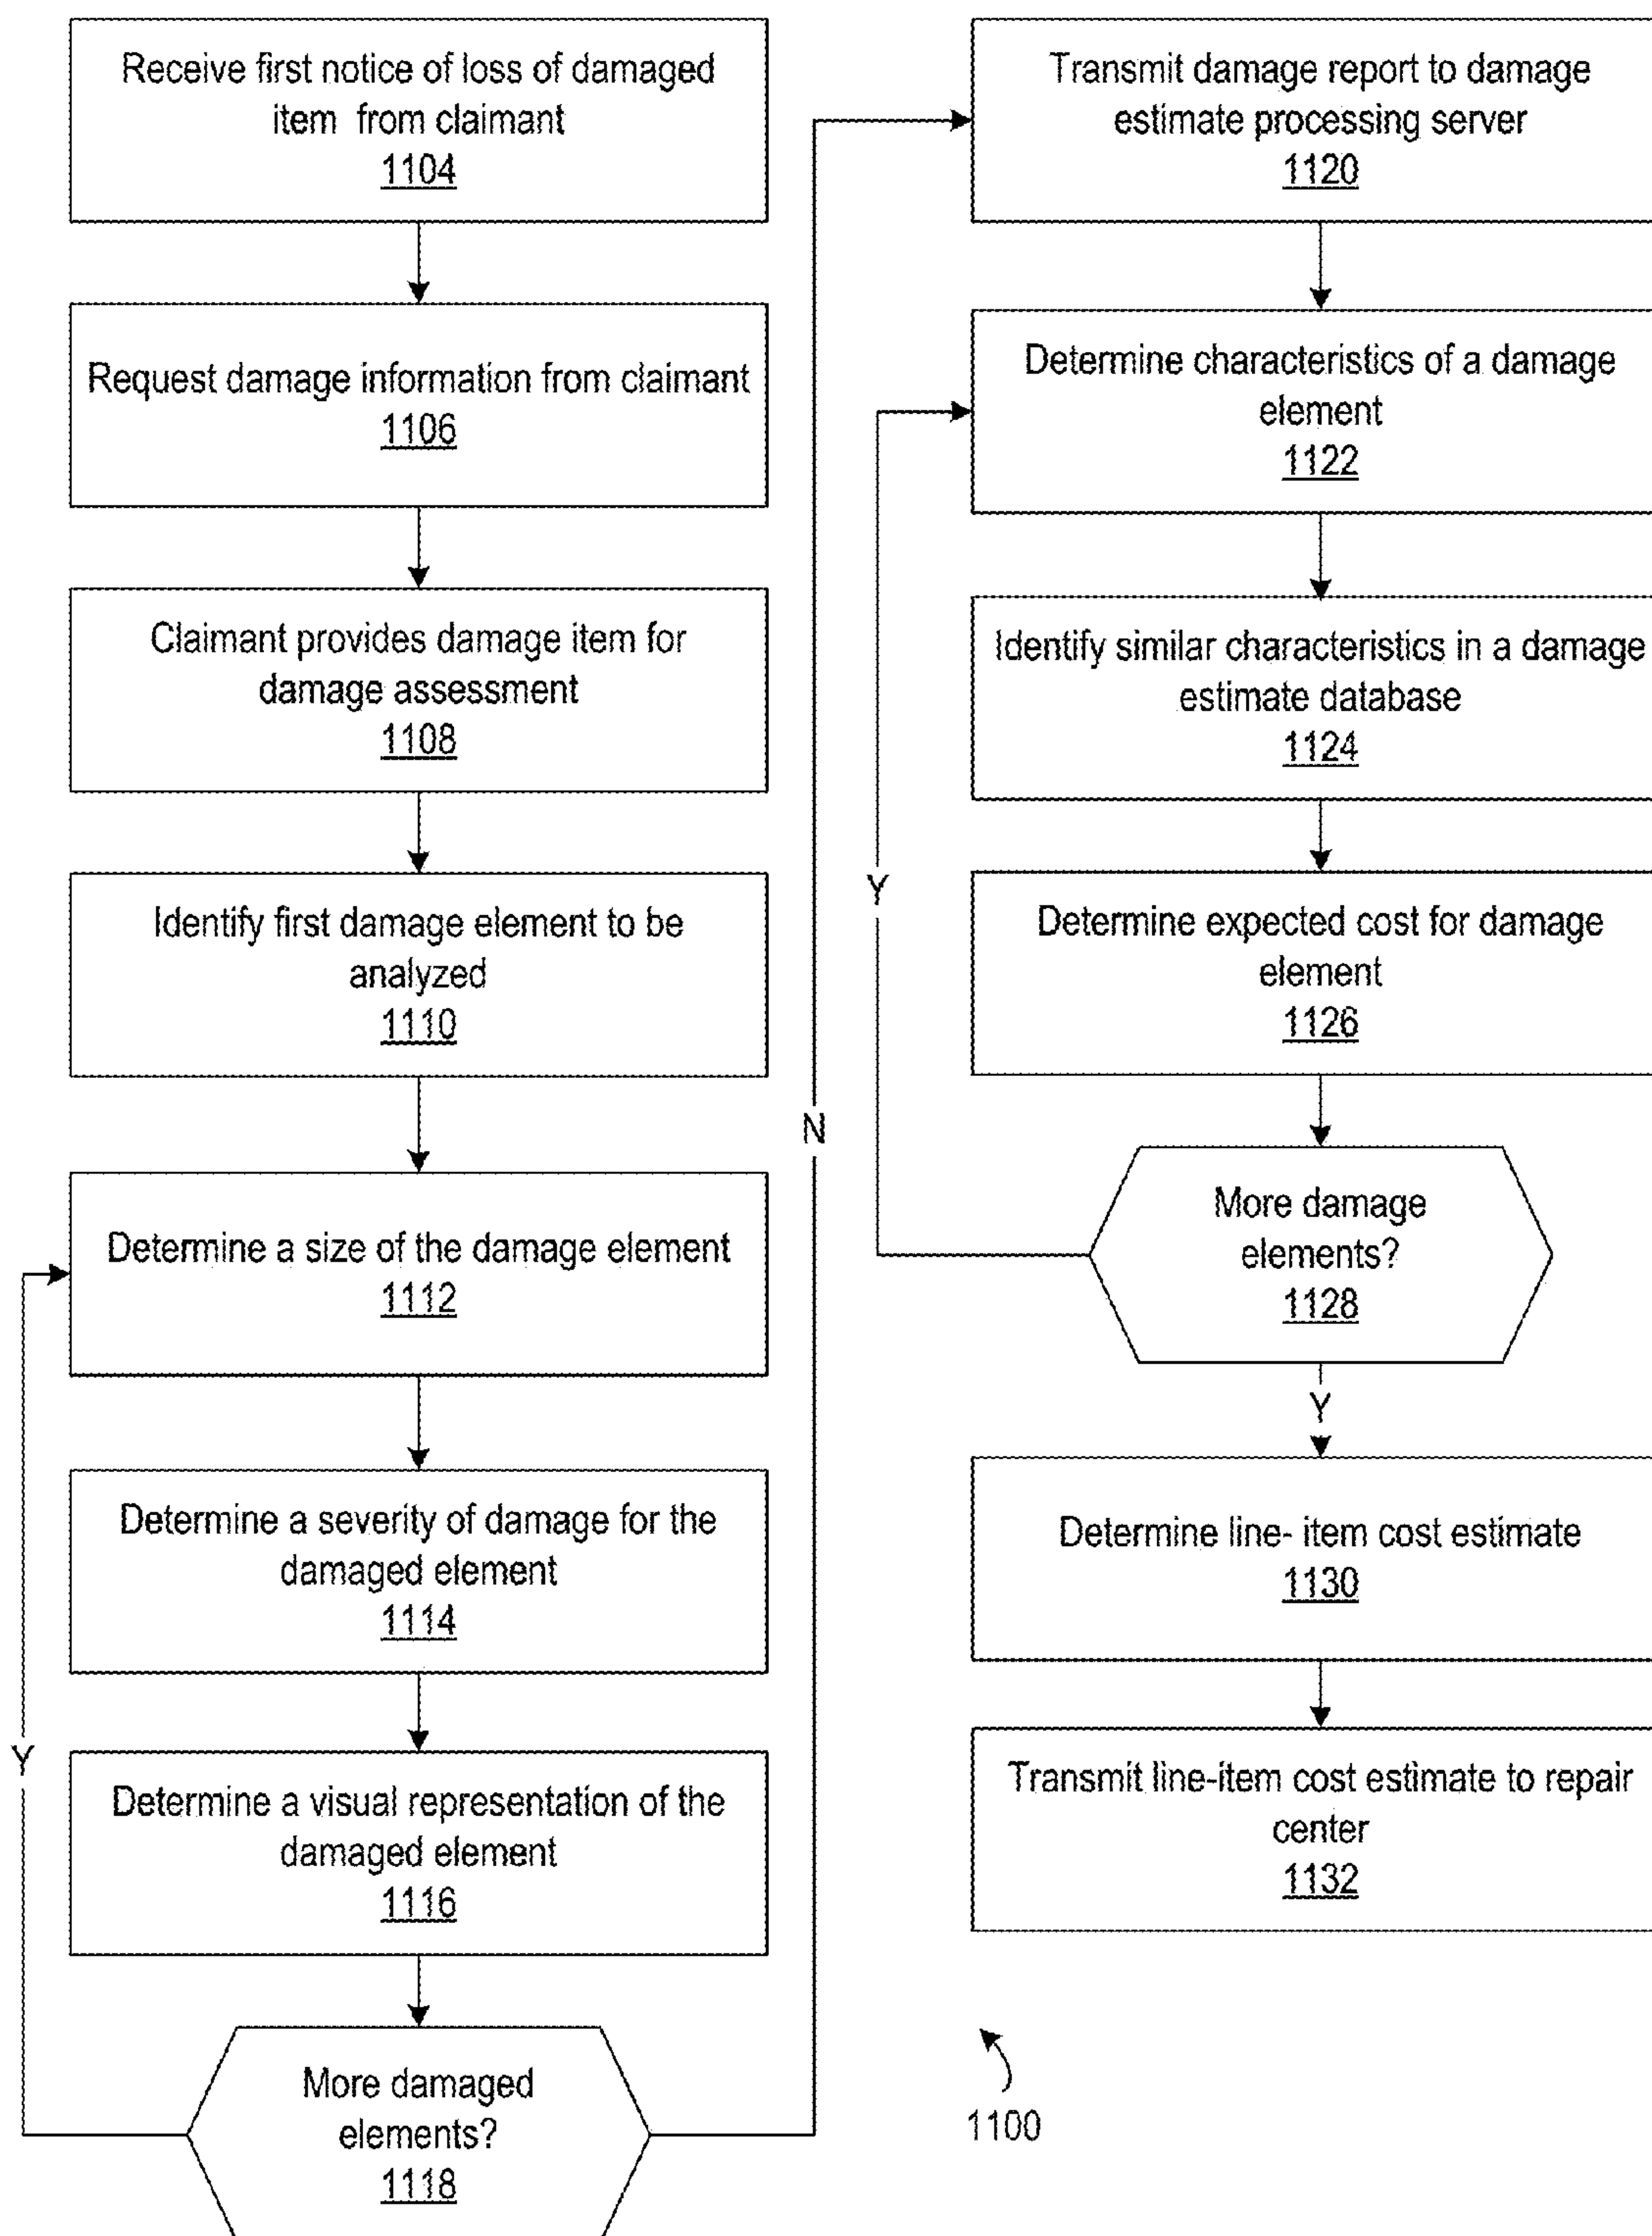 Receive first notice of loss of damaged
item from claimant
1104
Request damage information from claimant
1106
Claimant provides damage item for
damage assessment
1108
Identify first damage element to be
analyzed
1110
Determine a size of the damage element
1112
Determine a severity of damage for the
damaged element
1114
Y
Determine a visual representation of the
damaged element
1116
More damaged
elements?
1118
N
Transmit damage report to damage
estimate processing server
1120
Determine characteristics of a damage
element
1122
Identify similar characteristics in a damage
estimate database
1124
Y
Determine expected cost for damage
element
1126
More damage
elements?
1128
Y
Determine line- item cost estimate
1130
Transmit line-item cost estimate to repair
center
1132
1100